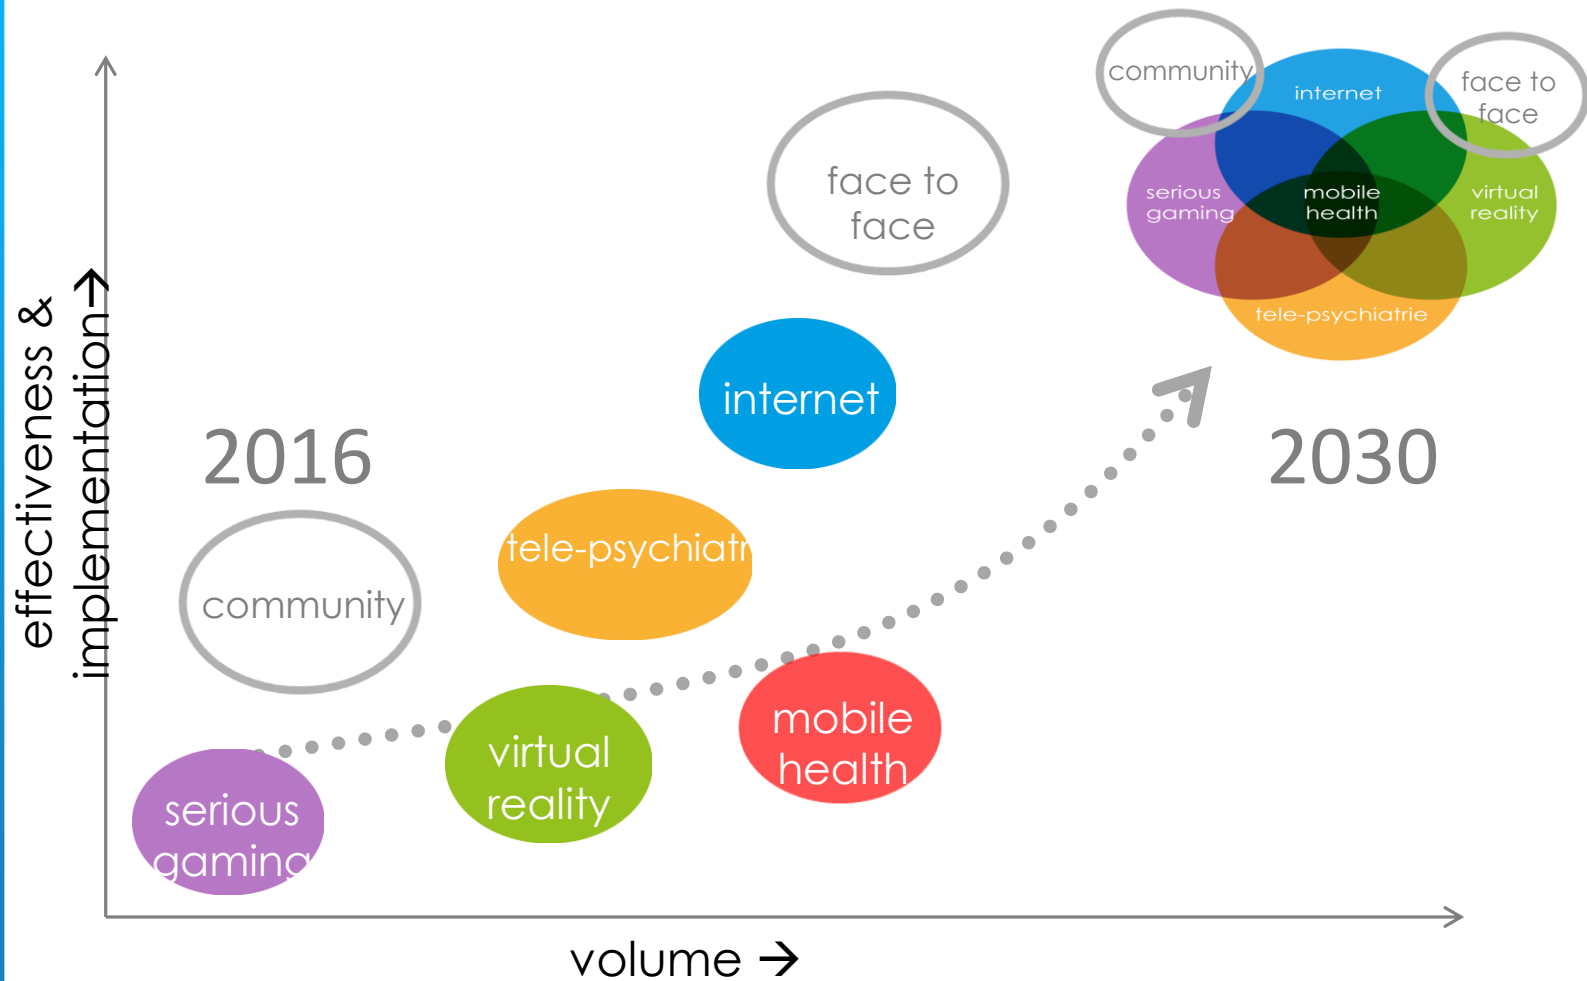 community
internet
face to
face
serious
gaming
mobile
health
virtual
reality
tele-psychiatrie
face to
face
internet
2016
2030
tele-psychiatr
community
mobile
health
virtual
reality
serious
gaming
effectiveness &
implementation→
volume →